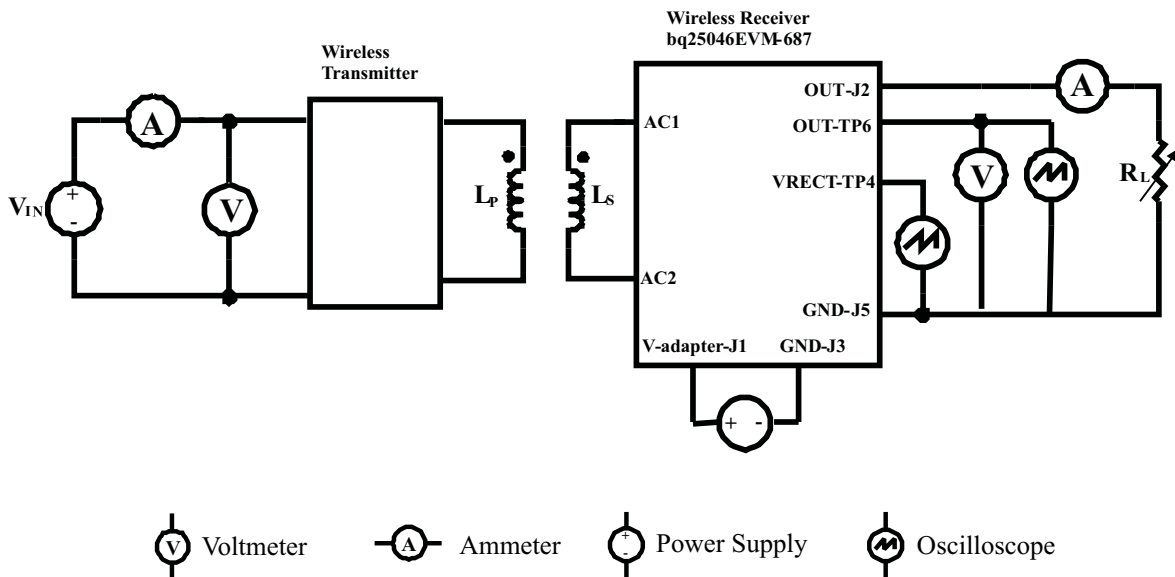 Wireless Receiver
bq25046EVM-687
Wireless
Transmitter
OUT-J2
A
A
AC1
OUT-TP6
VRECT-TP4
V
RL
VIN
+
-
V
LP
LS
AC2
GND-J5
V-adapter-J1
GND-J3
+ -
V Voltmeter
A Ammeter
+
- Power Supply
Oscilloscope